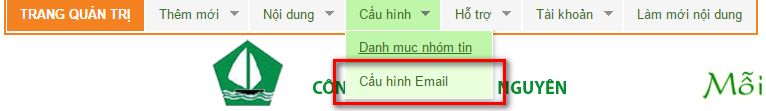 TRANG QUẢN TRỊ Thêm mới Nội dung Cấu hình Hỗ trợ Tài khoản Làm mới nội dung
Danh mục nhóm tin
Cấu hình Email
CÔN NGUYÊN Mỗi